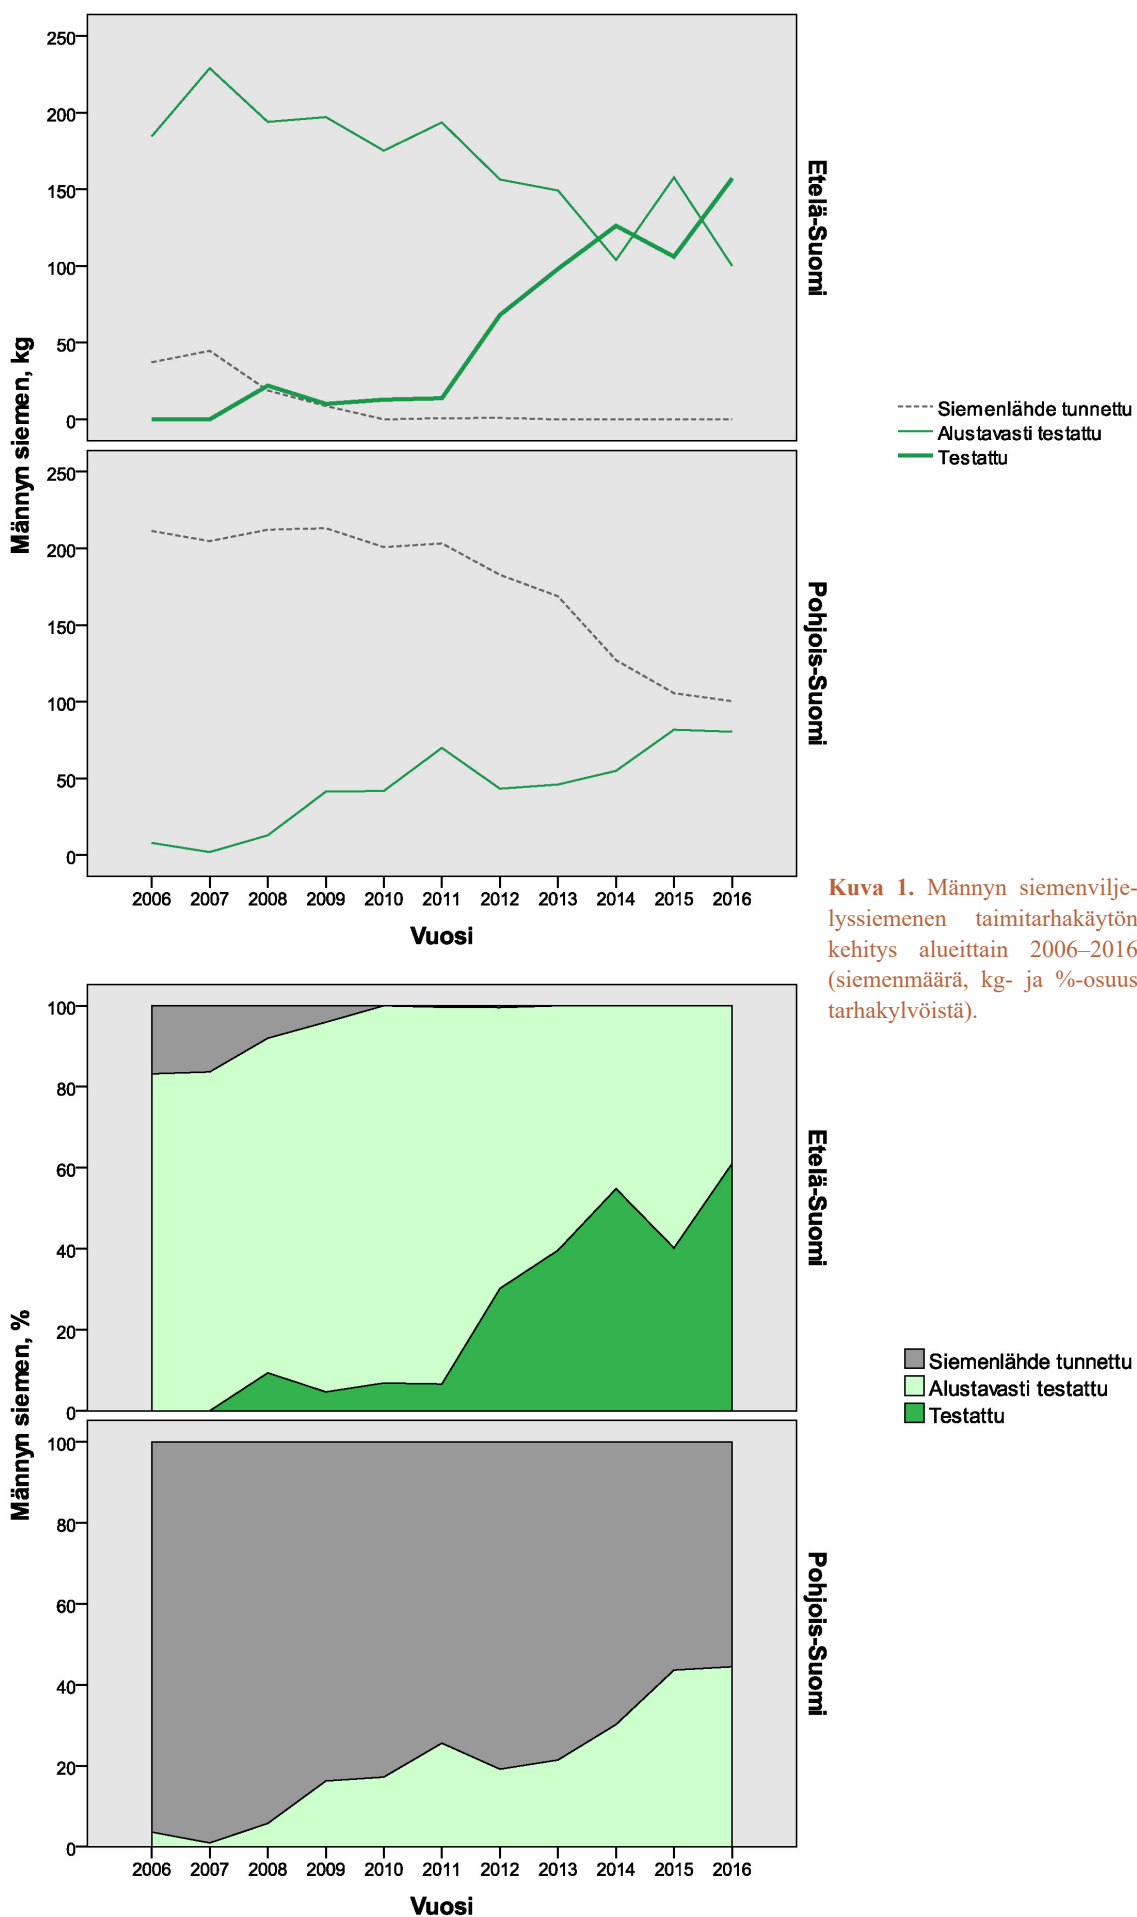 250
200
150
100
50
0
Etelä-Suomi
Männyn siemen, kg
Siemenlähde tunnettu
Alustavasti testattu
Testattu
250
200
150
100
50
0
Pohjois-Suomi
2006 2007 2008 2009 2010 2011 2012 2013 2014 2015 2016
Vuosi
Kuva 1. Männyn siemenvilje-
lyssiemenen taimitarhakäytön
kehitys alueittain 2006–2016
(siemenmäärä, kg- ja %-osuus
tarhakylvöistä).
100
80
60
40
20
0
Etelä-Suomi
Männyn siemen, %
Siemenlähde tunnettu
Alustavasti testattu
Testattu
100
80
60
40
20
0
Pohjois-Suomi
2006 2007 2008 2009 2010 2011 2012 2013 2014 2015 2016
Vuosi